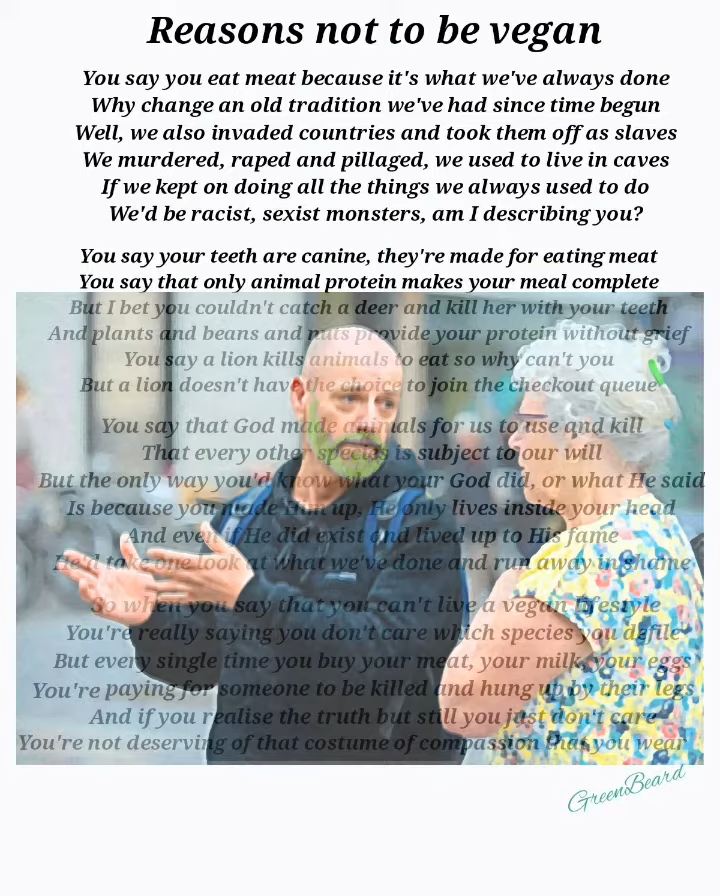 Reasons not to be vegan
You say you eat meat because it's what we've always done
Why change an old tradition we've had since time begun
Well, we also invaded countries and took them off as slaves
We murdered, raped and pillaged, we used to live in caves
If we kept on doing all the things we always used to do
We'd be racist, sexist monsters, am I describing you?
You say your teeth are canine, they're made for eating meat
You say that only animal protein makes your meal complete
But I bet you couldn't catch a deer and kill her with your teeth
And plants and beans and nuts provide your protein without grief
You say a lion kills animals to eat so why can't you
But a lion doesn't have the choice to join the checkout queue
You say that God made animals for us to use and kill
That every other species is subject to our will
But the only way you'd know what your God did, or what He said
Is because you made Him up, He only lives inside your head
And even if He did exist and lived up to His fame
He'd take one look at what we've done and run away in shame.
So when you say that you can't live a vegan lifestyle
You're really saying you don't care which species you defile
But every single time you buy your meat, your milk, your eggs
You're paying for someone to be killed and hung up by their legs
And if you realise the truth but still you just don't care
You're not deserving of that costume of compassion that you wear
GreenBeard